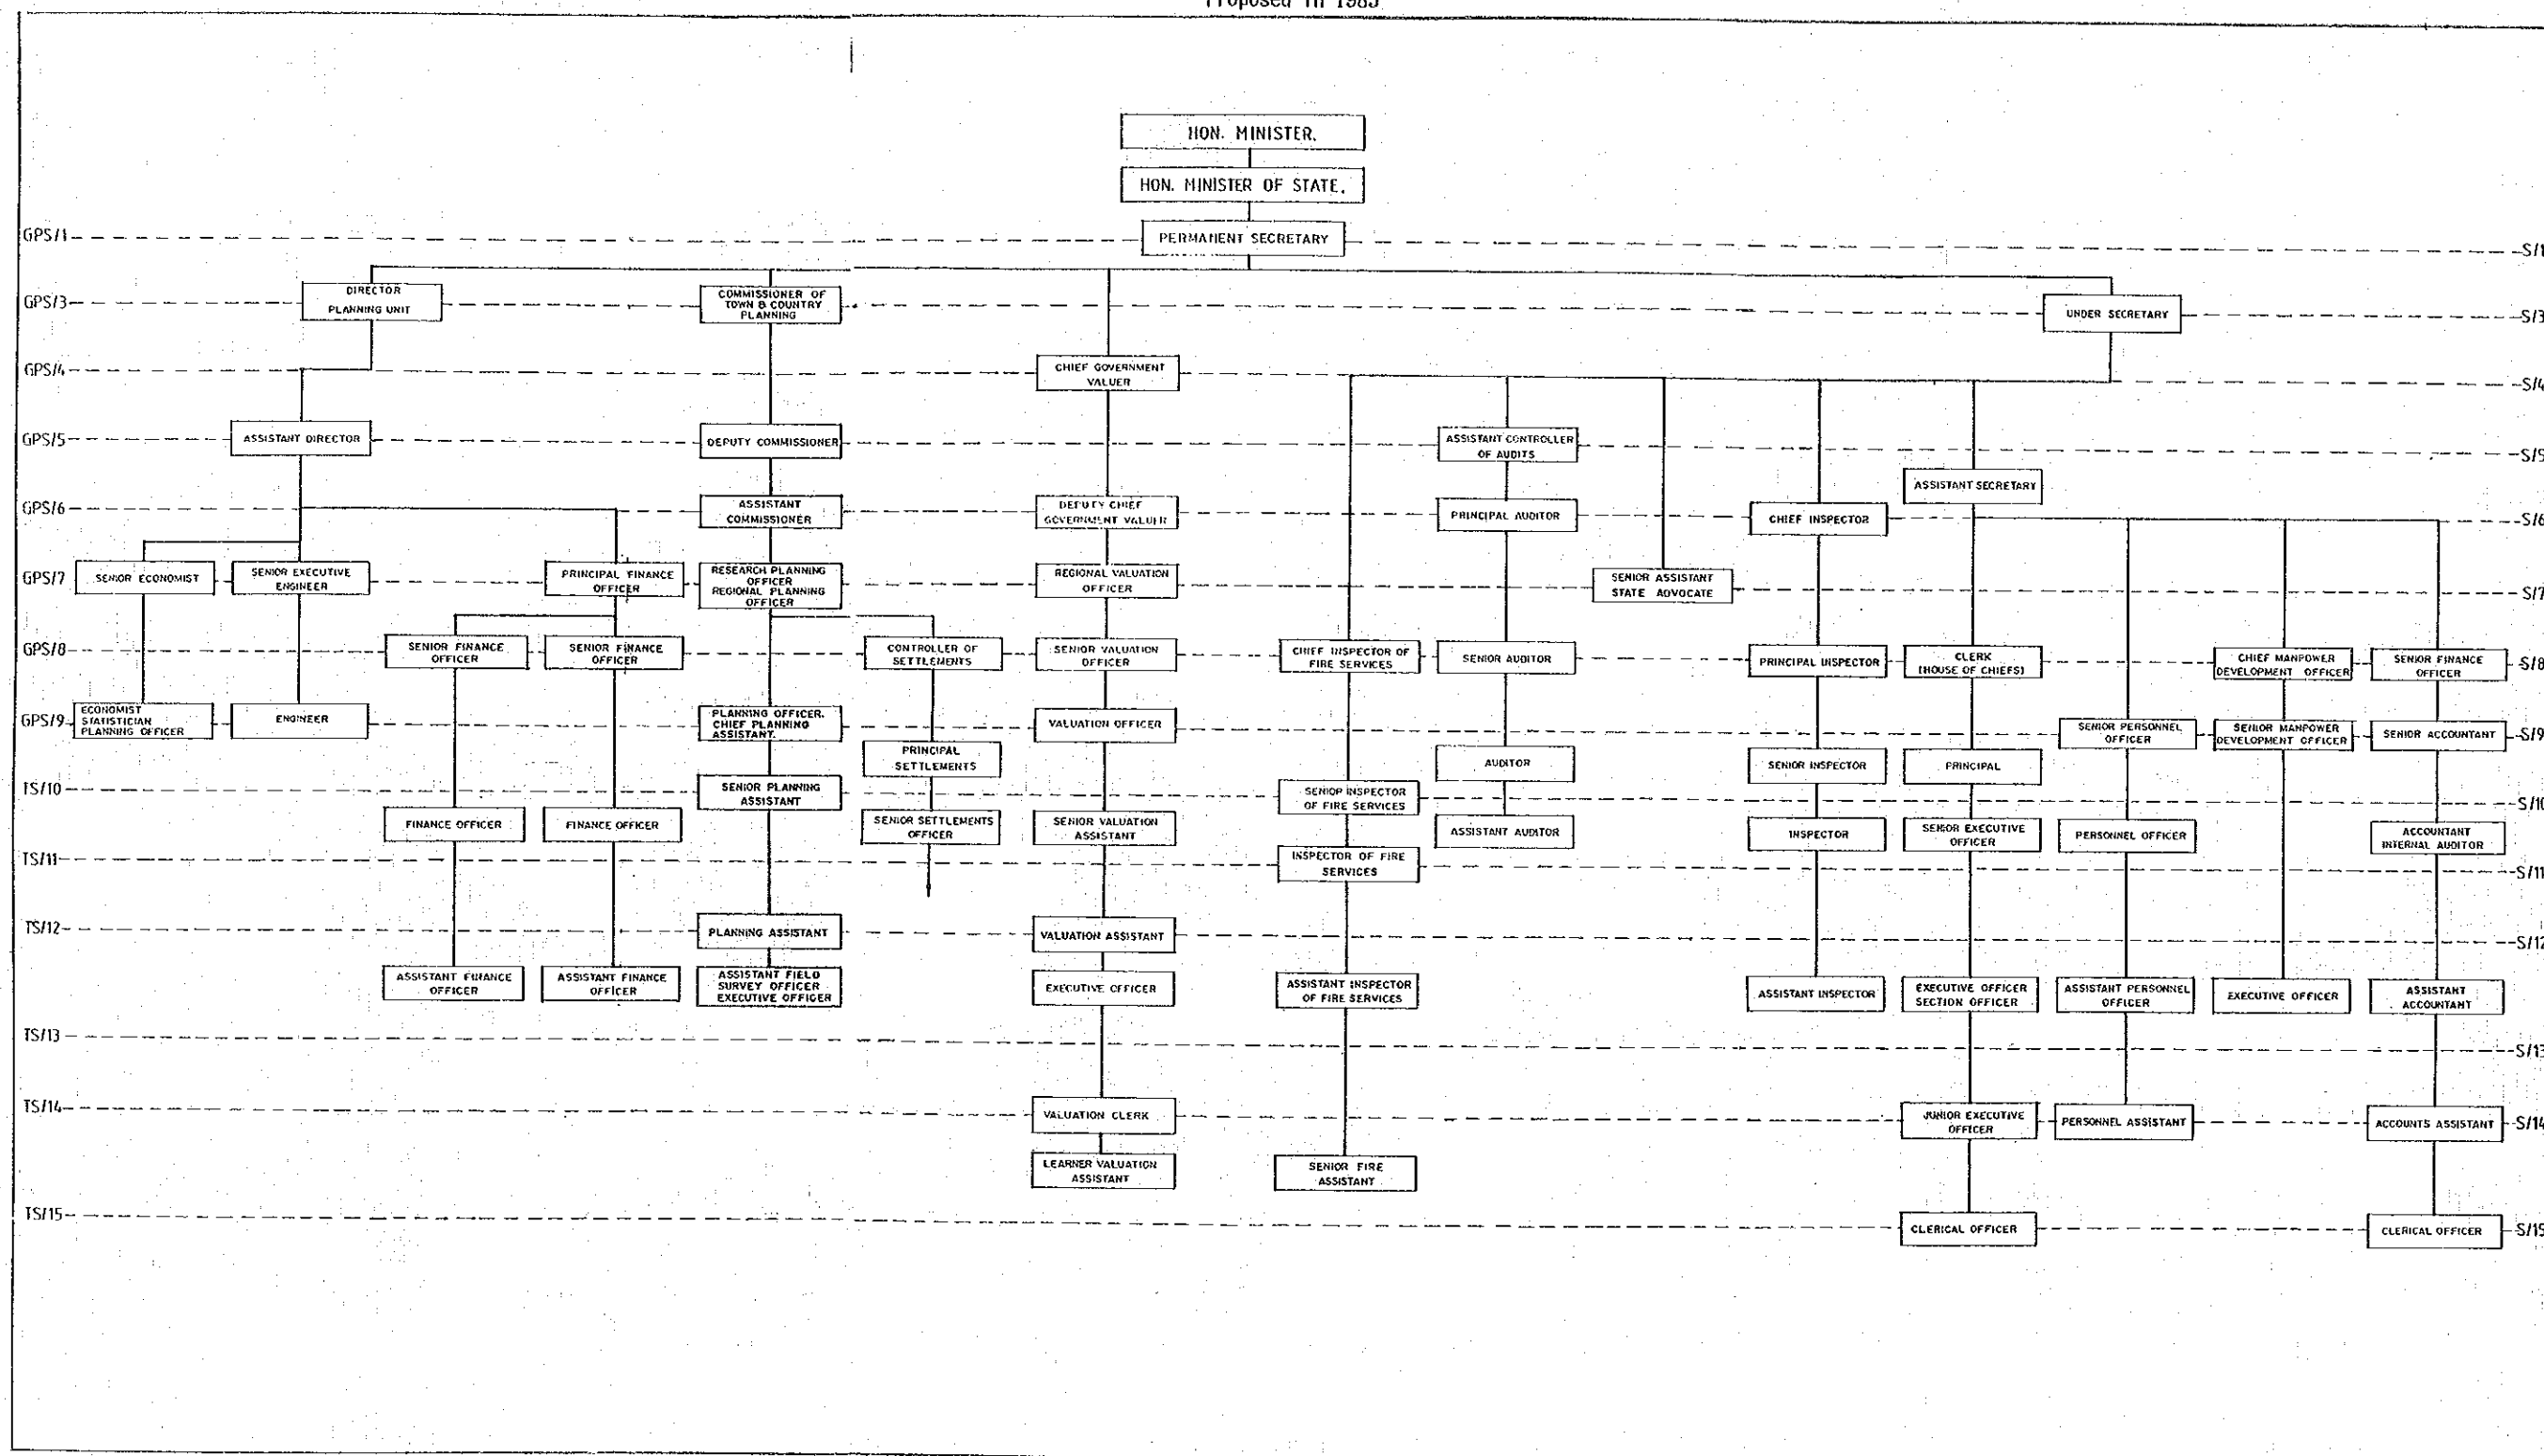 Proposed in 1985
HON. MINISTER.
HON. MINISTER OF STATE.
GPS/1
PERMANENT SECRETARY
S/1
GPS/3
DIRECTOR
PLANNING UNIT
COMMISSIONER OF
TOWN & COUNTRY
PLANNING
UNDER SECRETARY
S/3
GPS/4
CHIEF GOVERNMENT
VALUER
S/4
GPS/5
ASSISTANT DIRECTOR
DEPUTY COMMISSIONER
ASSISTANT CONTROLLER
OF AUDITS
S/5
ASSISTANT SECRETARY
GPS/6
ASSISTANT
COMMISSIONER
DEPUTY CHIEF
GOVERNMENT VALUER
PRINCIPAL AUDITOR
CHIEF INSPECTOR
S/6
GPS/7
SENIOR ECONOMIST
SENIOR EXECUTIVE
ENGINEER
PRINCIPAL FINANCE
OFFICER
RESEARCH PLANNING
OFFICER
REGIONAL PLANNING
OFFICER
REGIONAL VALUATION
OFFICER
SENIOR ASSISTANT
STATE ADVOCATE
S/7
GPS/8
SENIOR FINANCE
OFFICER
SENIOR FINANCE
OFFICER
CONTROLLER OF
SETTLEMENTS
SENIOR VALUATION
OFFICER
CHIEF INSPECTOR OF
FIRE SERVICES
SENIOR AUDITOR
PRINCIPAL INSPECTOR
CLERK
(HOUSE OF CHIEFS)
CHIEF MANPOWER
DEVELOPMENT OFFICER
SENIOR FINANCE
OFFICER
S/8
GPS/9
ECONOMIST
STATISTICIAN
PLANNING OFFICER
ENGINEER
PLANNING OFFICER.
CHIEF PLANNING
ASSISTANT.
VALUATION OFFICER
SENIOR PERSONNEL
OFFICER
SENIOR MANPOWER
DEVELOPMENT OFFICER
SENIOR ACCOUNTANT
S/9
PRINCIPAL
SETTLEMENTS
AUDITOR
SENIOR INSPECTOR
PRINCIPAL
TS/10
SENIOR PLANNING
ASSISTANT
SENIOR INSPECTOR
OF FIRE SERVICES
S/10
FINANCE OFFICER
FINANCE OFFICER
SENIOR SETTLEMENTS
OFFICER
SENIOR VALUATION
ASSISTANT
ASSISTANT AUDITOR
INSPECTOR
SENIOR EXECUTIVE
OFFICER
PERSONNEL OFFICER
ACCOUNTANT
INTERNAL AUDITOR
TS/11
INSPECTOR OF FIRE
SERVICES
S/11
TS/12
PLANNING ASSISTANT
VALUATION ASSISTANT
S/12
ASSISTANT FINANCE
OFFICER
ASSISTANT FINANCE
OFFICER
ASSISTANT FIELD
SURVEY OFFICER
EXECUTIVE OFFICER
EXECUTIVE OFFICER
ASSISTANT INSPECTOR
OF FIRE SERVICES
ASSISTANT INSPECTOR
EXECUTIVE OFFICER
SECTION OFFICER
ASSISTANT PERSONNEL
OFFICER
EXECUTIVE OFFICER
ASSISTANT
ACCOUNTANT
TS/13
S/13
TS/14
VALUATION CLERK
JUNIOR EXECUTIVE
OFFICER
PERSONNEL ASSISTANT
ACCOUNTS ASSISTANT
S/14
LEARNER VALUATION
ASSISTANT
SENIOR FIRE
ASSISTANT
TS/15
CLERICAL OFFICER
CLERICAL OFFICER
S/15